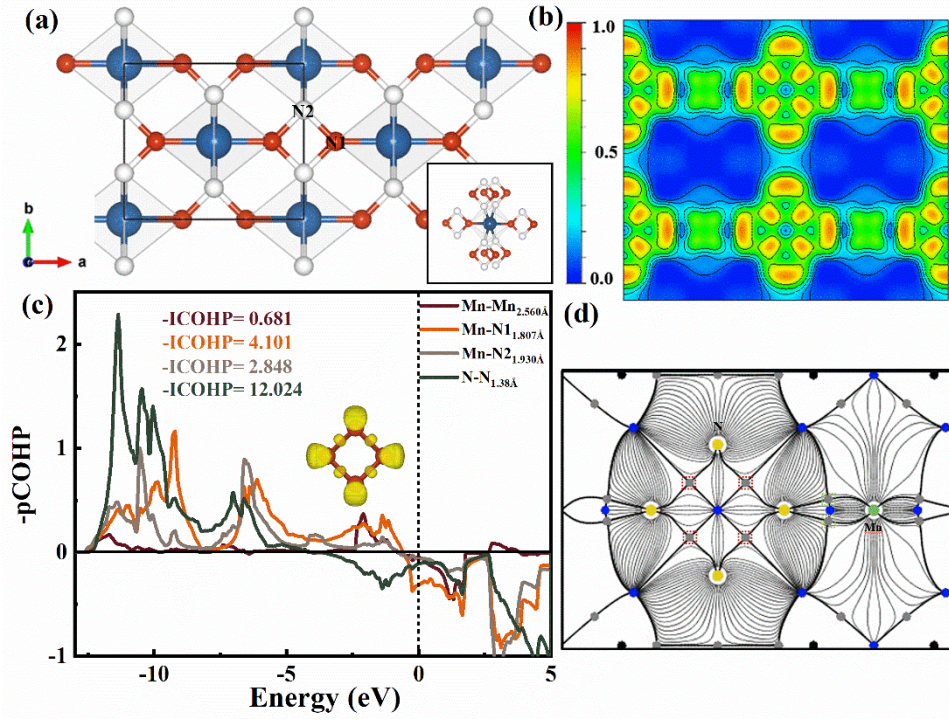 (a)
N2
N1
b
a
(b)
1.0
0.5
0.0
(c)
-ICOHP= 0.681
-ICOHP= 4.101
-ICOHP= 2.848
-ICOHP= 12.024
Mn-Mn2.560Å
Mn-N11.807Å
Mn-N21.930Å
N-N1.38Å
-pCOHP
2
1
0
-1
-10
-5
0
5
Energy (eV)
(d)
N
Mn